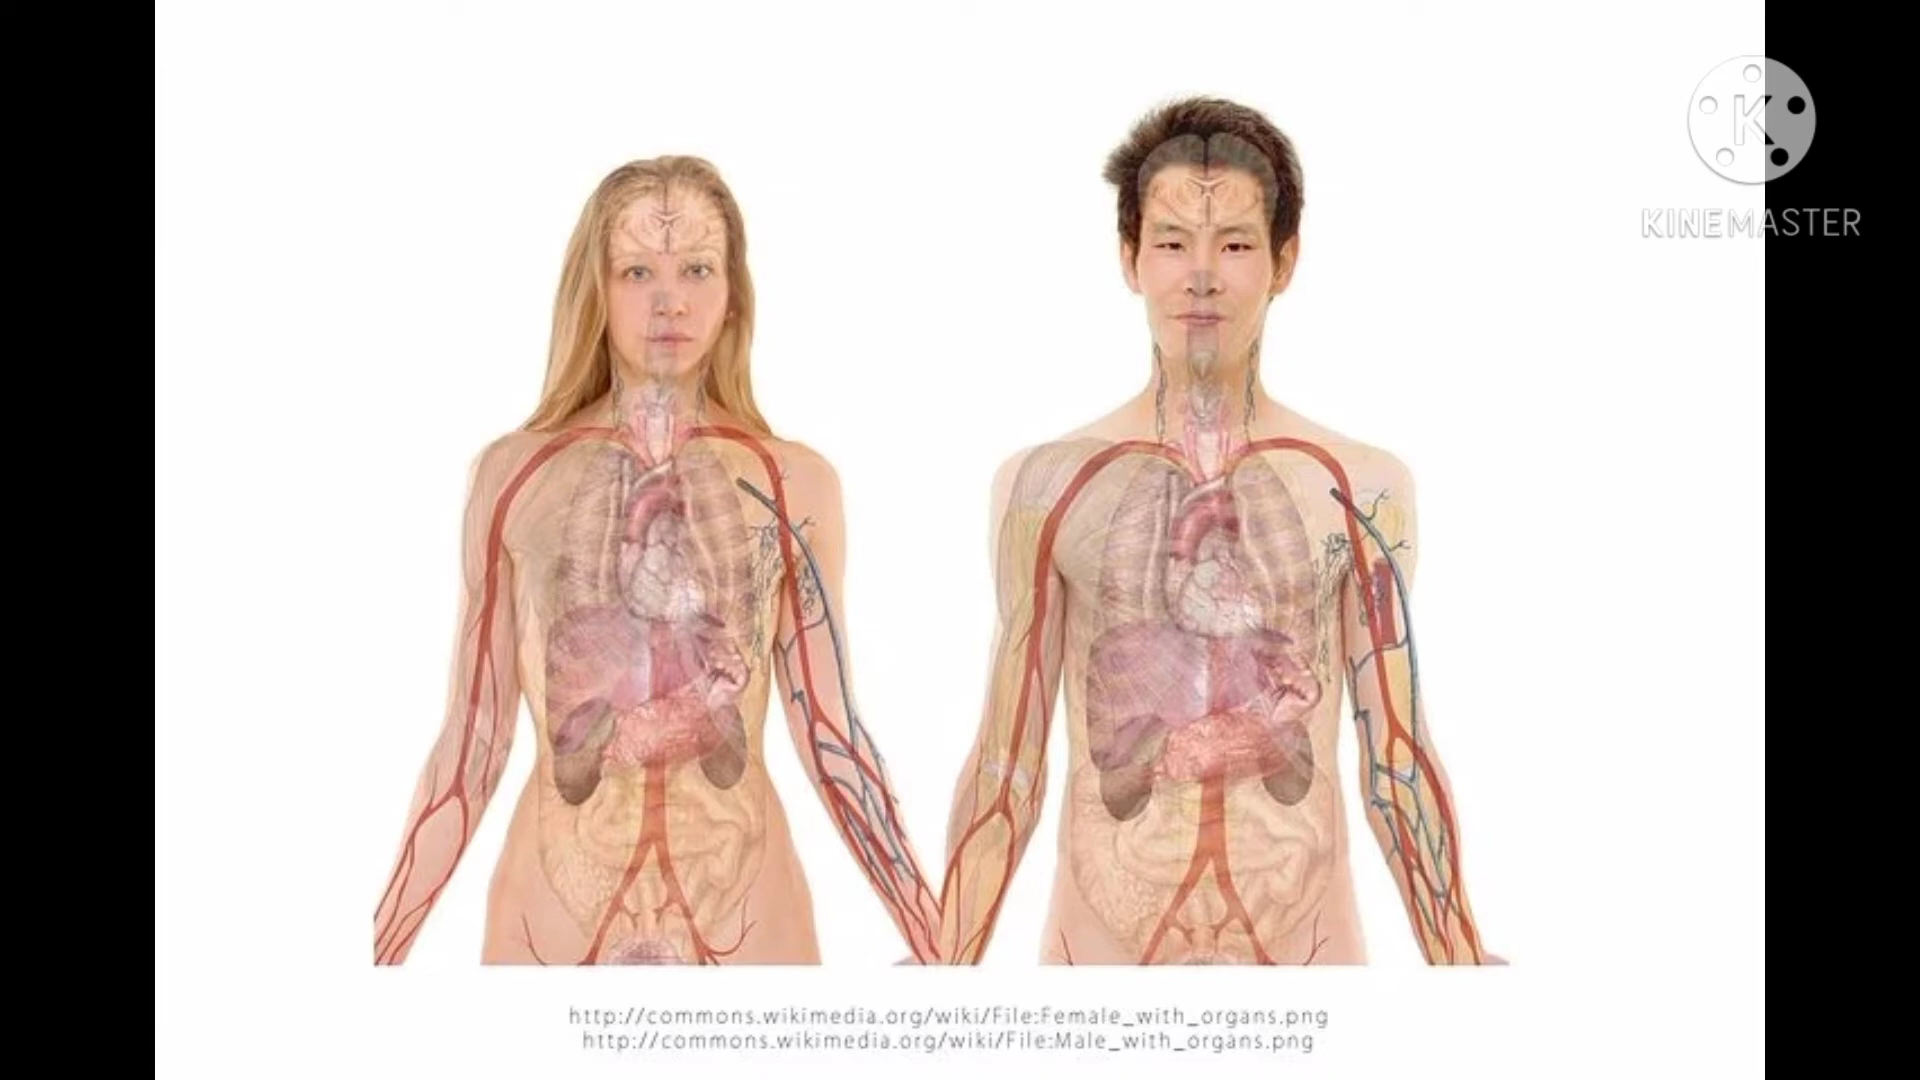 K
KINEMASTER
http://commons.wikimedia.org/wiki/File:Female_with_organs.png
http://commons.wikimedia.org/wiki/File:Male_with_organs.png